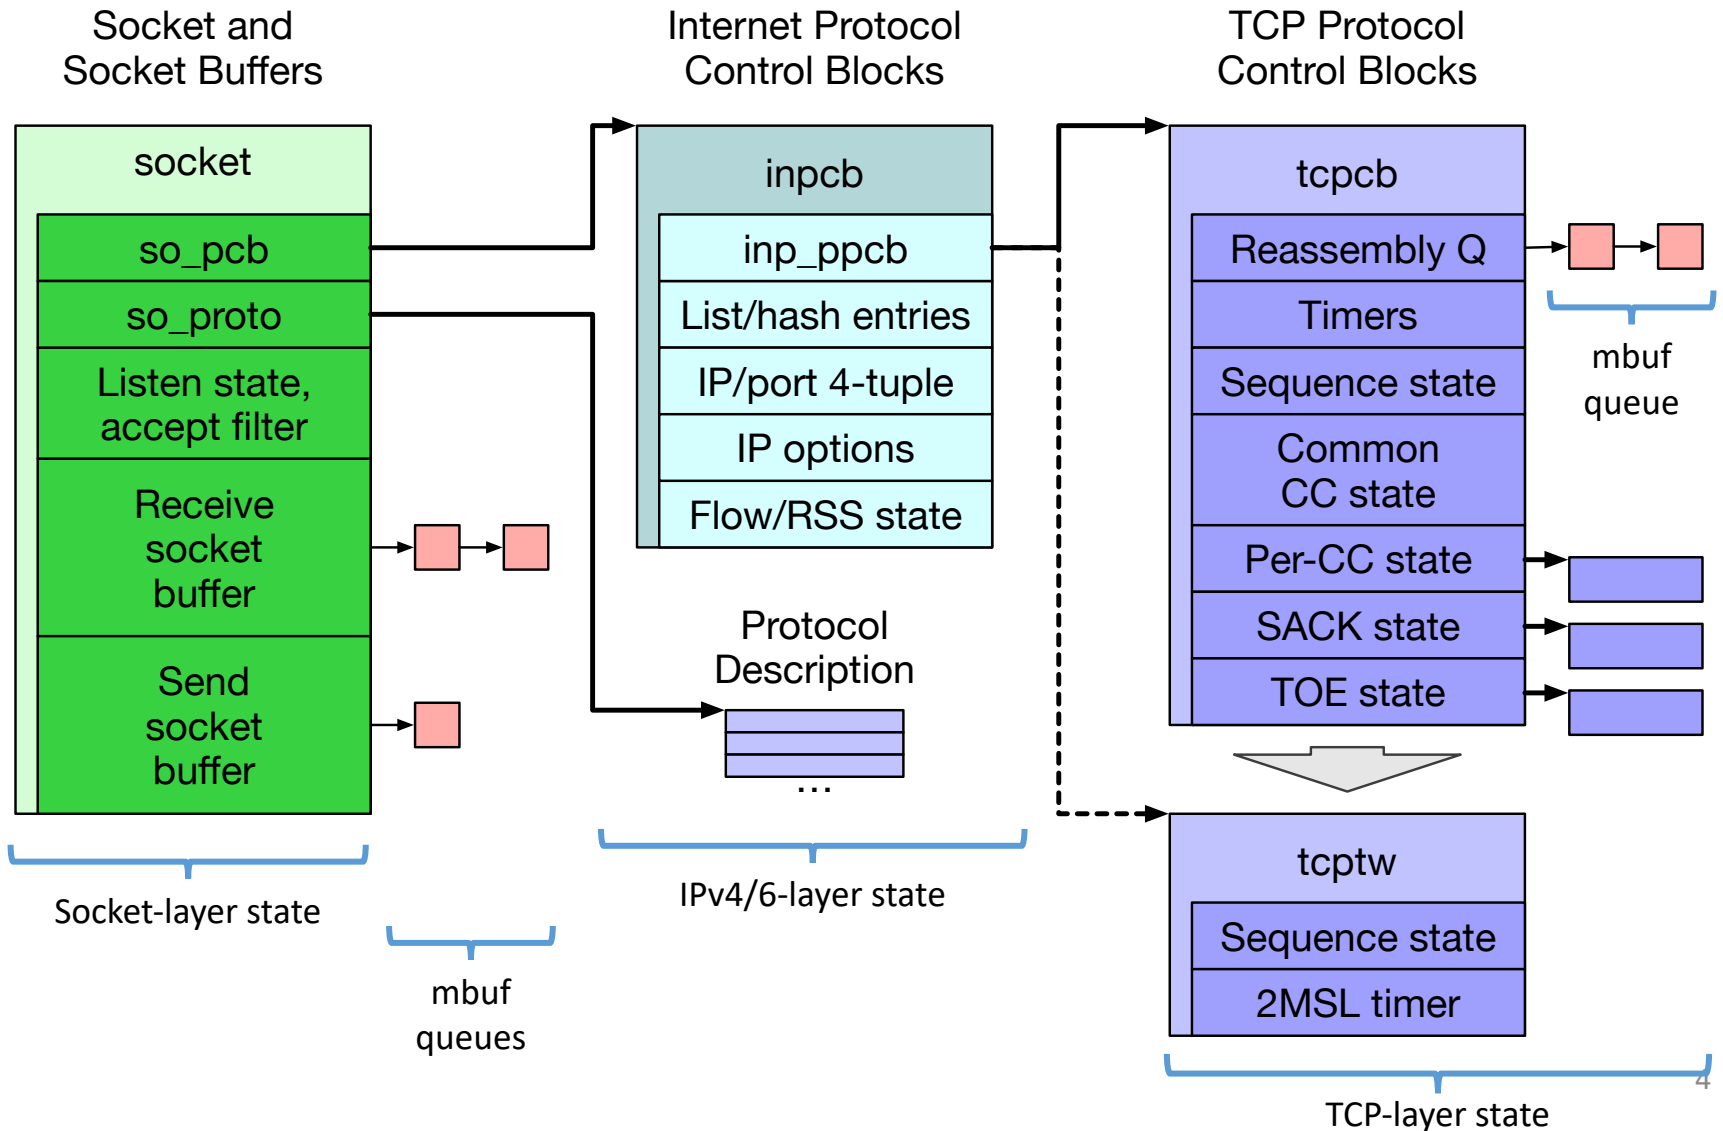 Socket and
Socket Buffers
socket
so_pcb
so_proto
Listen state,
accept filter
Receive
socket
buffer
Send
socket
buffer
Socket-layer state
mbuf
queues
Internet Protocol
Control Blocks
inpcb
inp_ppcb
List/hash entries
IP/port 4-tuple
IP options
Flow/RSS state
Protocol
Description
...
IPv4/6-layer state
TCP Protocol
Control Blocks
tcpcb
Reassembly Q
Timers
Sequence state
Common
CC state
Per-CC state
SACK state
TOE state
mbuf
queue
tcptw
Sequence state
2MSL timer
4
TCP-layer state